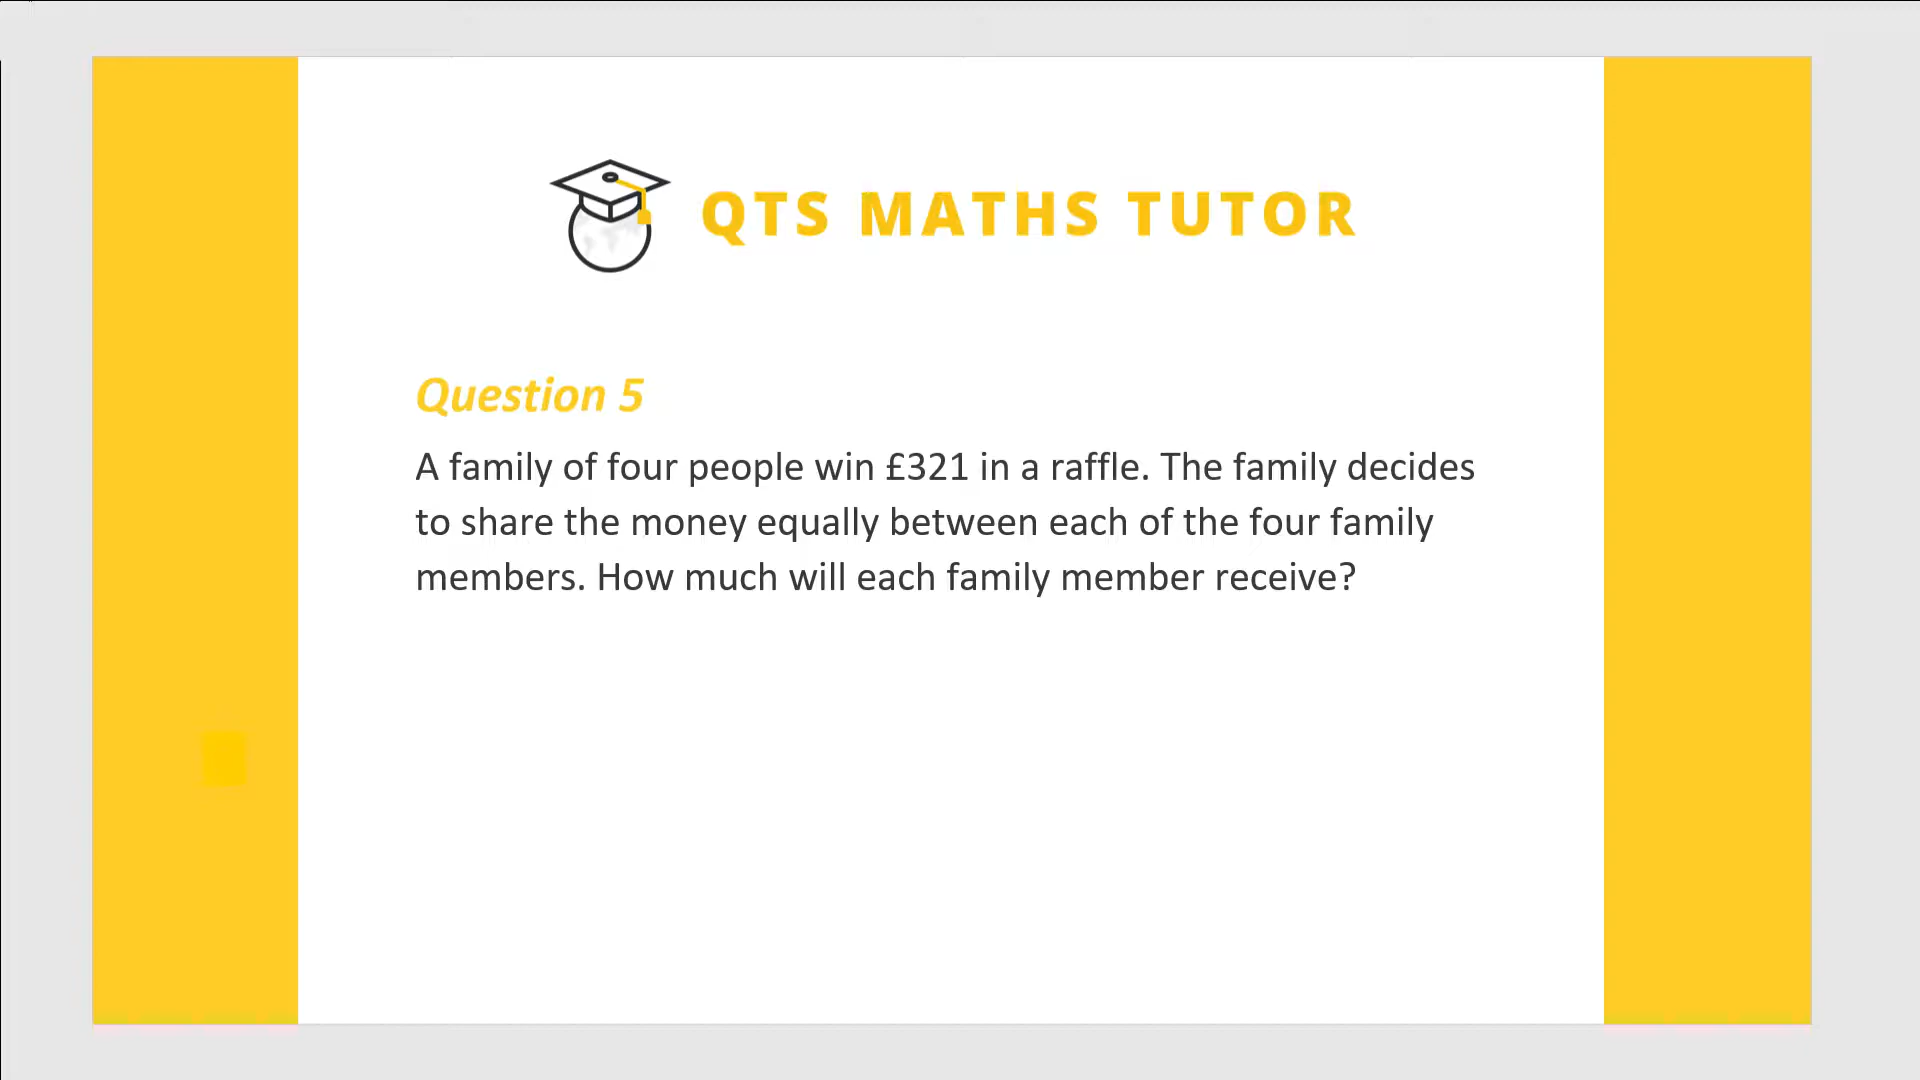 QTS MATHS TUTOR
Question 5
A family of four people win £321 in a raffle. The family decides
to share the money equally between each of the four family
members. How much will each family member receive?